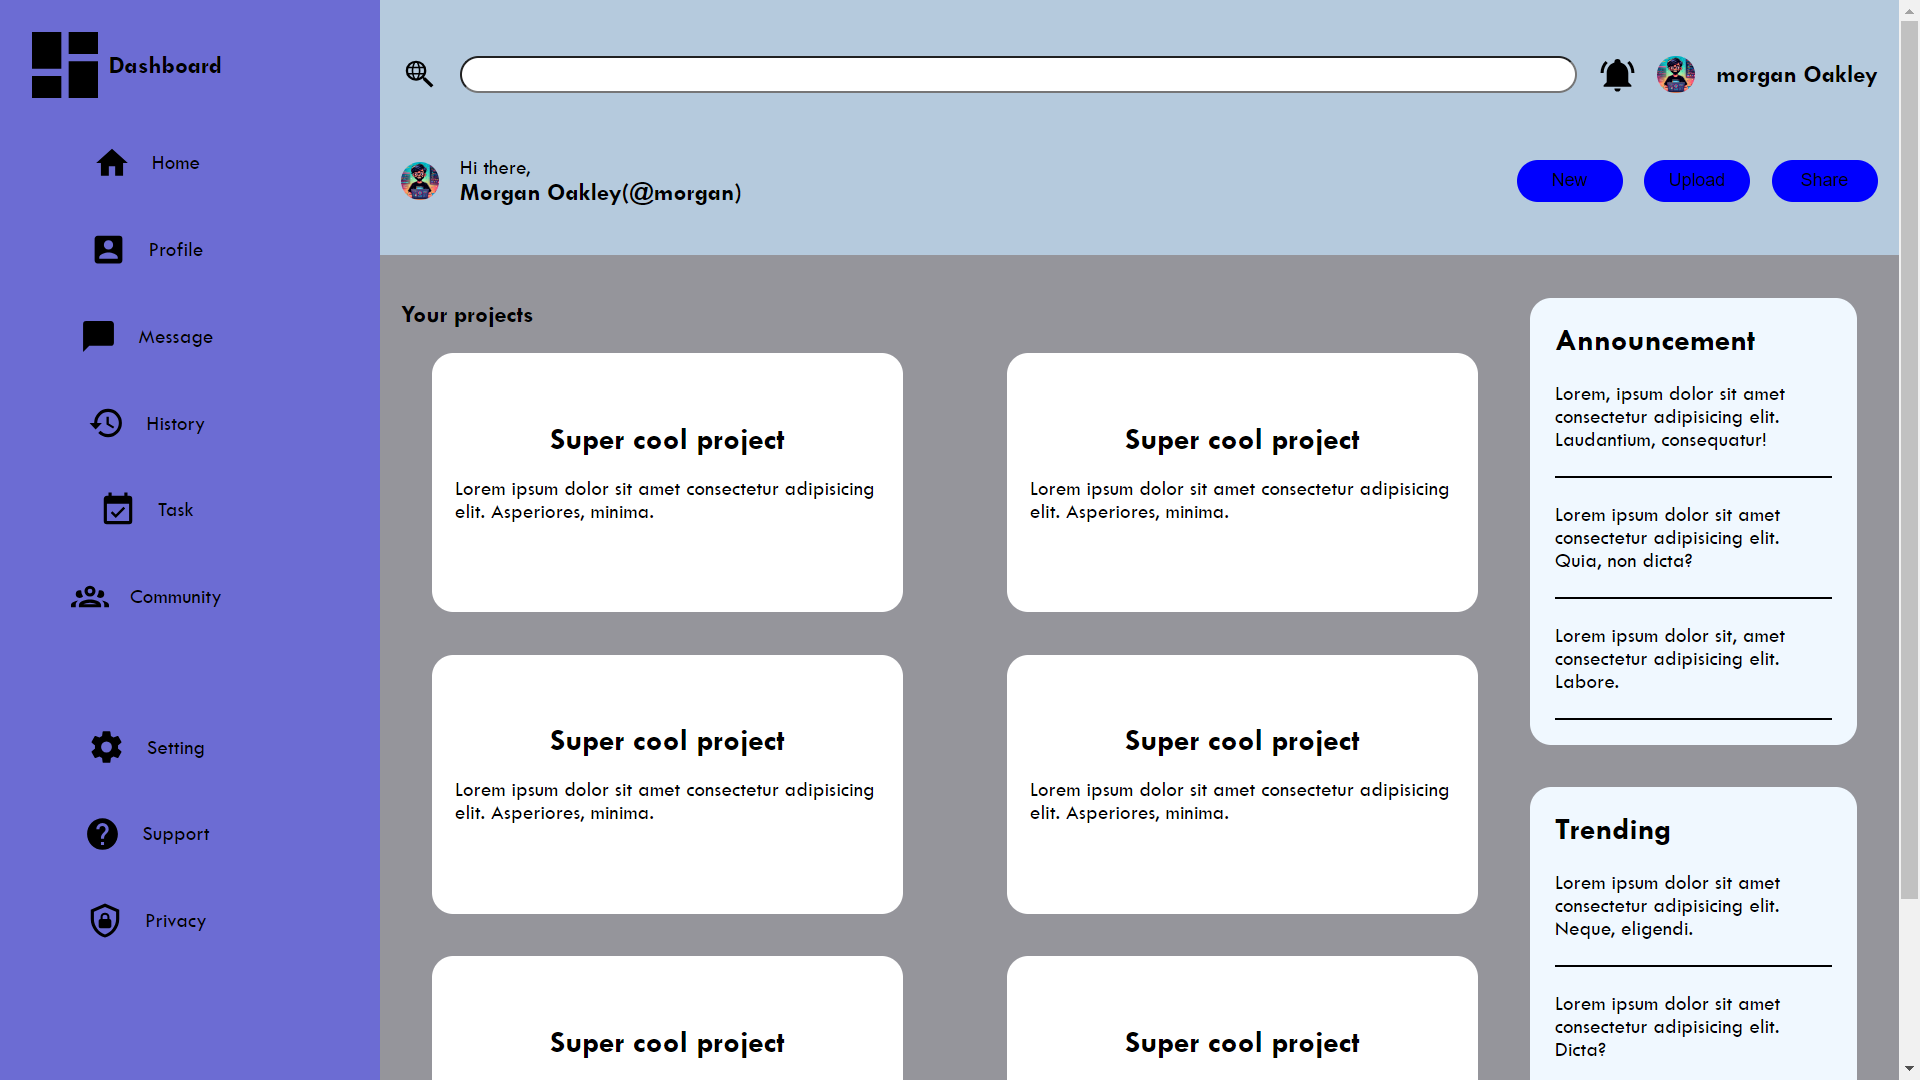 Dashboard
Home
Profile
Message
History
Task
Community
Setting
Support
Privacy
morgan Oakley
Hi there,
Morgan Oakley(@morgan)
New
Upload
Share
Your projects
Super cool project
Lorem ipsum dolor sit amet consectetur adipisicing
elit. Asperiores, minima.
Super cool project
Lorem ipsum dolor sit amet consectetur adipisicing
elit. Asperiores, minima.
Super cool project
Lorem ipsum dolor sit amet consectetur adipisicing
elit. Asperiores, minima.
Super cool project
Lorem ipsum dolor sit amet consectetur adipisicing
elit. Asperiores, minima.
Super cool project
Super cool project
Announcement
Lorem, ipsum dolor sit amet
consectetur adipisicing elit.
Laudantium, consequatur!
Lorem ipsum dolor sit amet
consectetur adipisicing elit.
Quia, non dicta?
Lorem ipsum dolor sit, amet
consectetur adipisicing elit.
Labore.
Trending
Lorem ipsum dolor sit amet
consectetur adipisicing elit.
Neque, eligendi.
Lorem ipsum dolor sit amet
consectetur adipisicing elit.
Dicta?